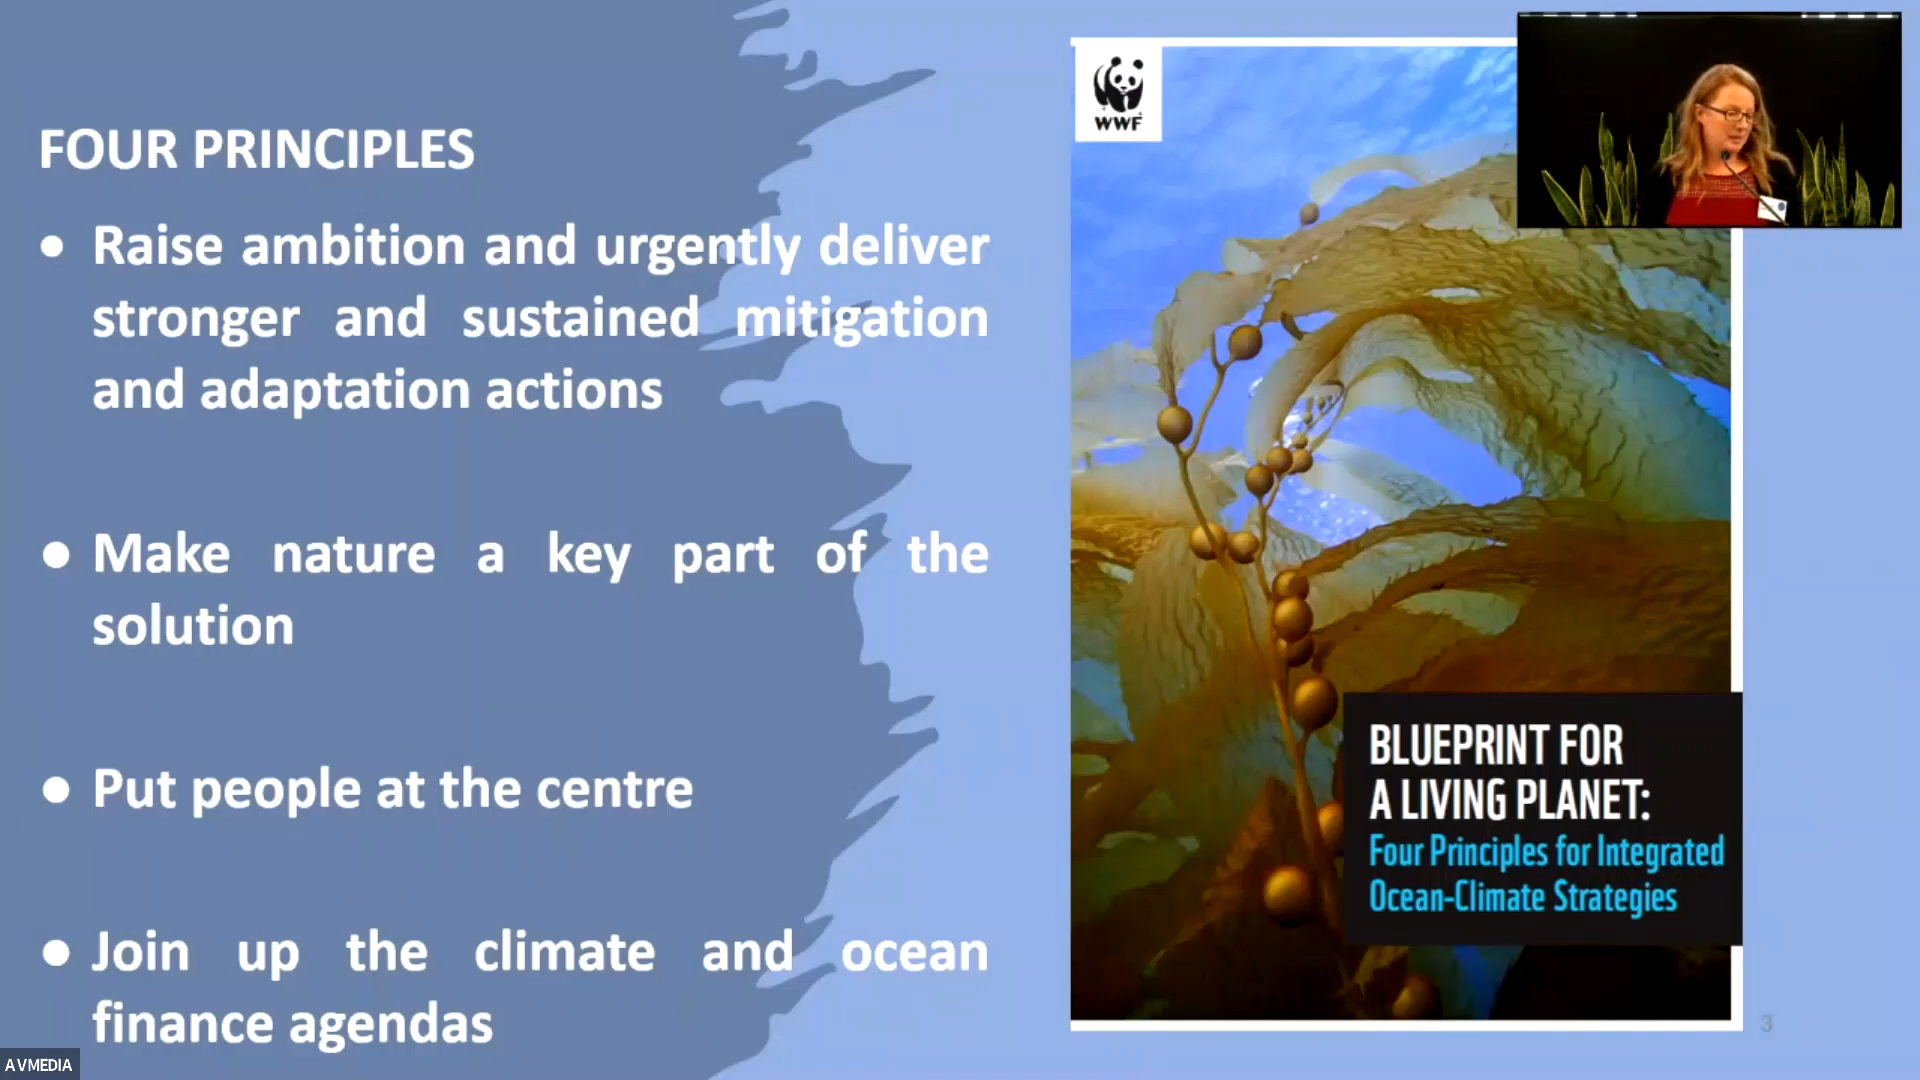 FOUR PRINCIPLES
● Raise ambition and urgently deliver
stronger and sustained mitigation
and adaptation actions
● Make nature a key part of the
solution
● Put people at the centre
● Join up the climate and ocean
finance agendas
WWF
BLUEPRINT FOR
A LIVING PLANET:
Four Principles for Integrated
Ocean-Climate Strategies
3
AVMEDIA